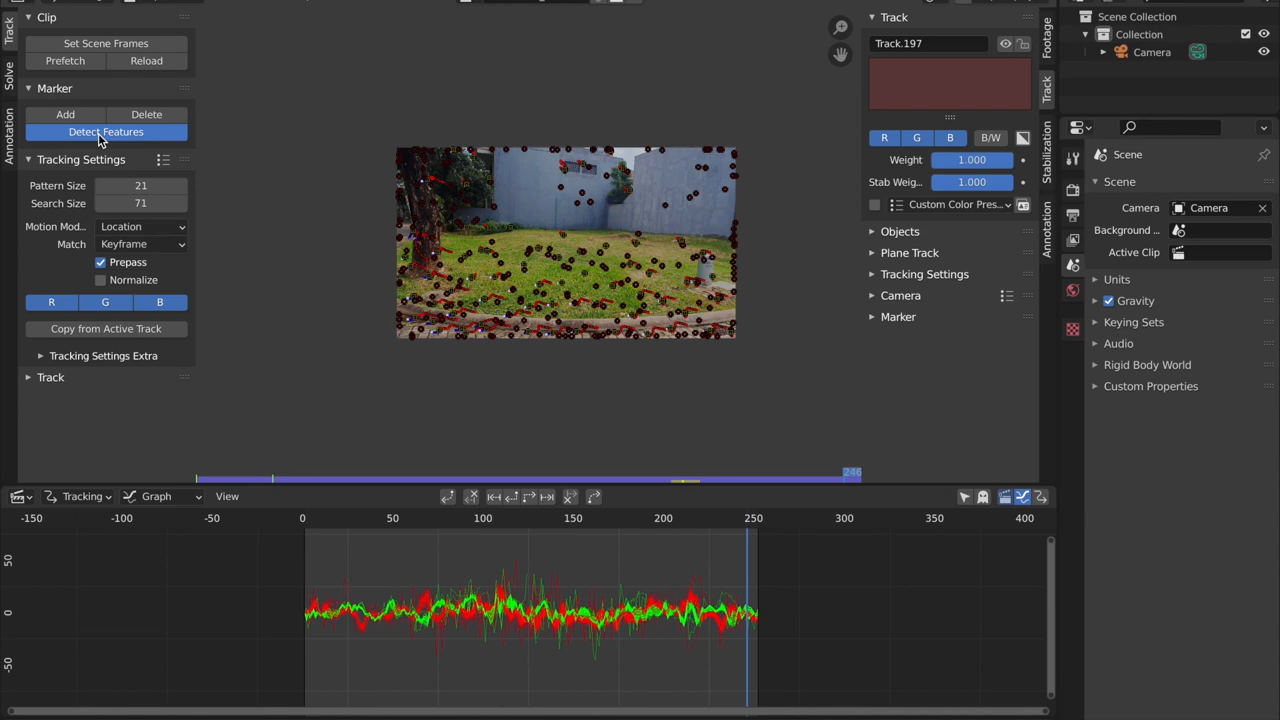 Track
Solve
Annotation
Clip
Set Scene Frames
Prefetch
Reload
Marker
Add
Delete
Detect Features
Tracking Settings
Pattern Size
21
Search Size
71
Motion Mod...
Location
Match
Keyframe
Prepass
Normalize
R
G
B
Copy from Active Track
Tracking Settings Extra
Track
Track
Track.197
R
G
B
B/W
Weight
1.000
Stab Weig...
1.000
Custom Color Pres...
Objects
Plane Track
Tracking Settings
Camera
Marker
Footage
Track
Stabilization
Annotation
Scene Collection
Collection
Camera
Scene
Scene
Camera
Camera
Background ...
Active Clip
Units
Gravity
Keying Sets
Audio
Rigid Body World
Custom Properties
246
Tracking
Graph
View
-150
-100
-50
0
50
100
150
200
250
300
350
400
50
0
-50